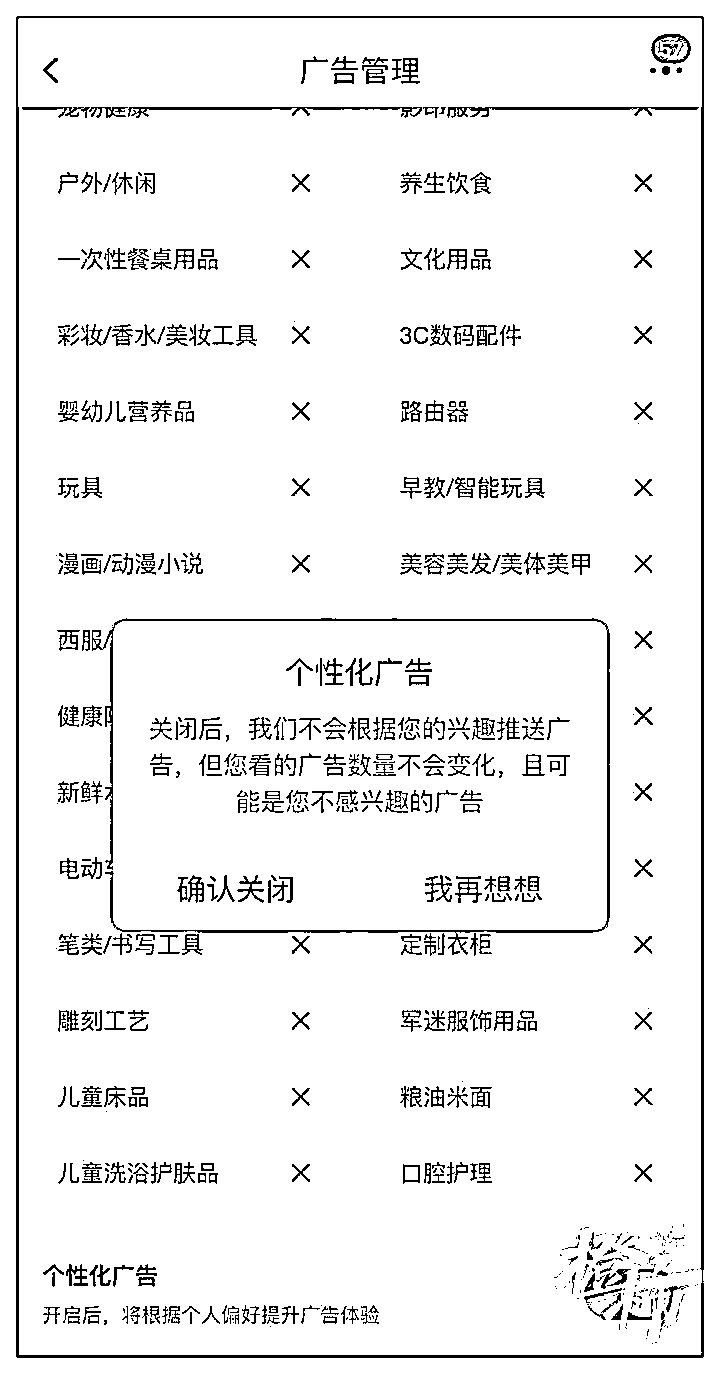 57
广告管理
宠物健康 × 影印服务 ×
户外/休闲 × 养生饮食 ×
一次性餐桌用品 × 文化用品 ×
彩妆/香水/美妆工具 × 3C数码配件 ×
婴幼儿营养品 × 路由器 ×
玩具 × 早教/智能玩具 ×
漫画/动漫小说 × 美容美发/美体美甲 ×
西服/ ×
个性化广告
健康 ×
关闭后，我们不会根据您的兴趣推送广
告，但您看的广告数量不会变化，且可
能是您不感兴趣的广告
新鲜 ×
电动 ×
确认关闭 我再想想
笔类/书写工具 × 定制衣柜 ×
雕刻工艺 × 军迷服饰用品 ×
儿童床品 × 粮油米面 ×
儿童洗浴护肤品 × 口腔护理 ×
个性化广告
开启后，将根据个人偏好提升广告体验